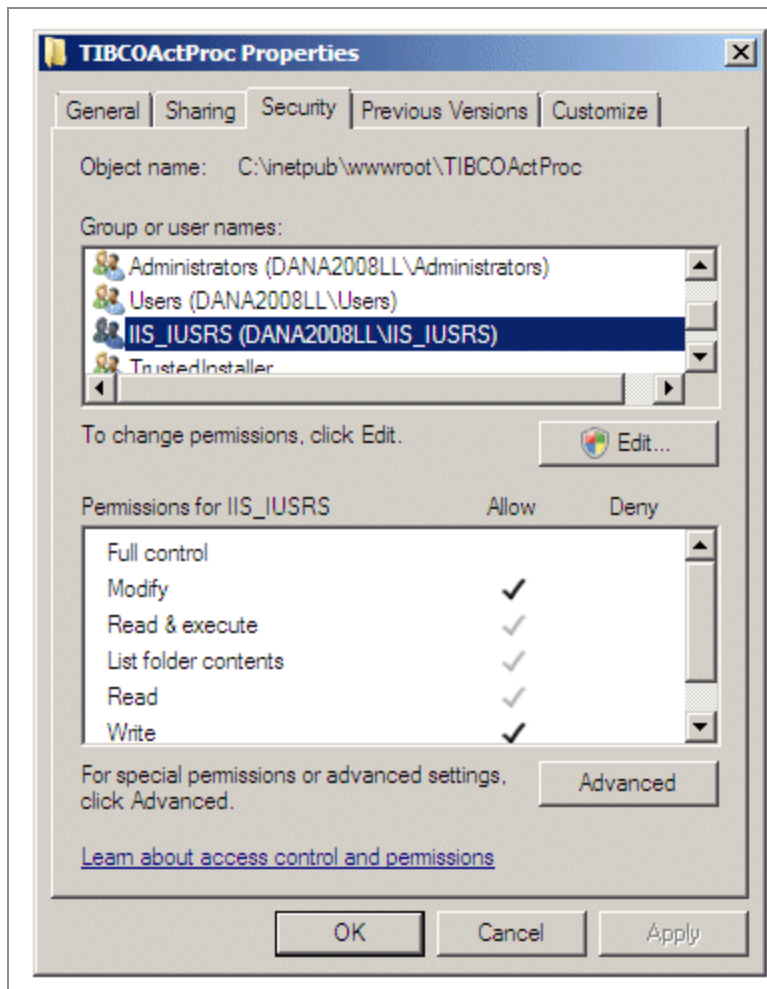 TIBCOActProc Properties
General Sharing Security Previous Versions Customize
Object name: C:\inetpub\wwwroot\TIBCOActProc
Group or user names:
Administrators (DANA2008LL\Administrators)
Users (DANA2008LL\Users)
IIS_IUSRS (DANA2008LL\IIS_IUSRS)
TrustedInstaller
To change permissions, click Edit.
Edit...
Permissions for IIS_IUSRS Allow Deny
Full control
Modify
Read & execute
List folder contents
Read
Write
For special permissions or advanced settings,
click Advanced.
Advanced
Learn about access control and permissions
OK Cancel Apply